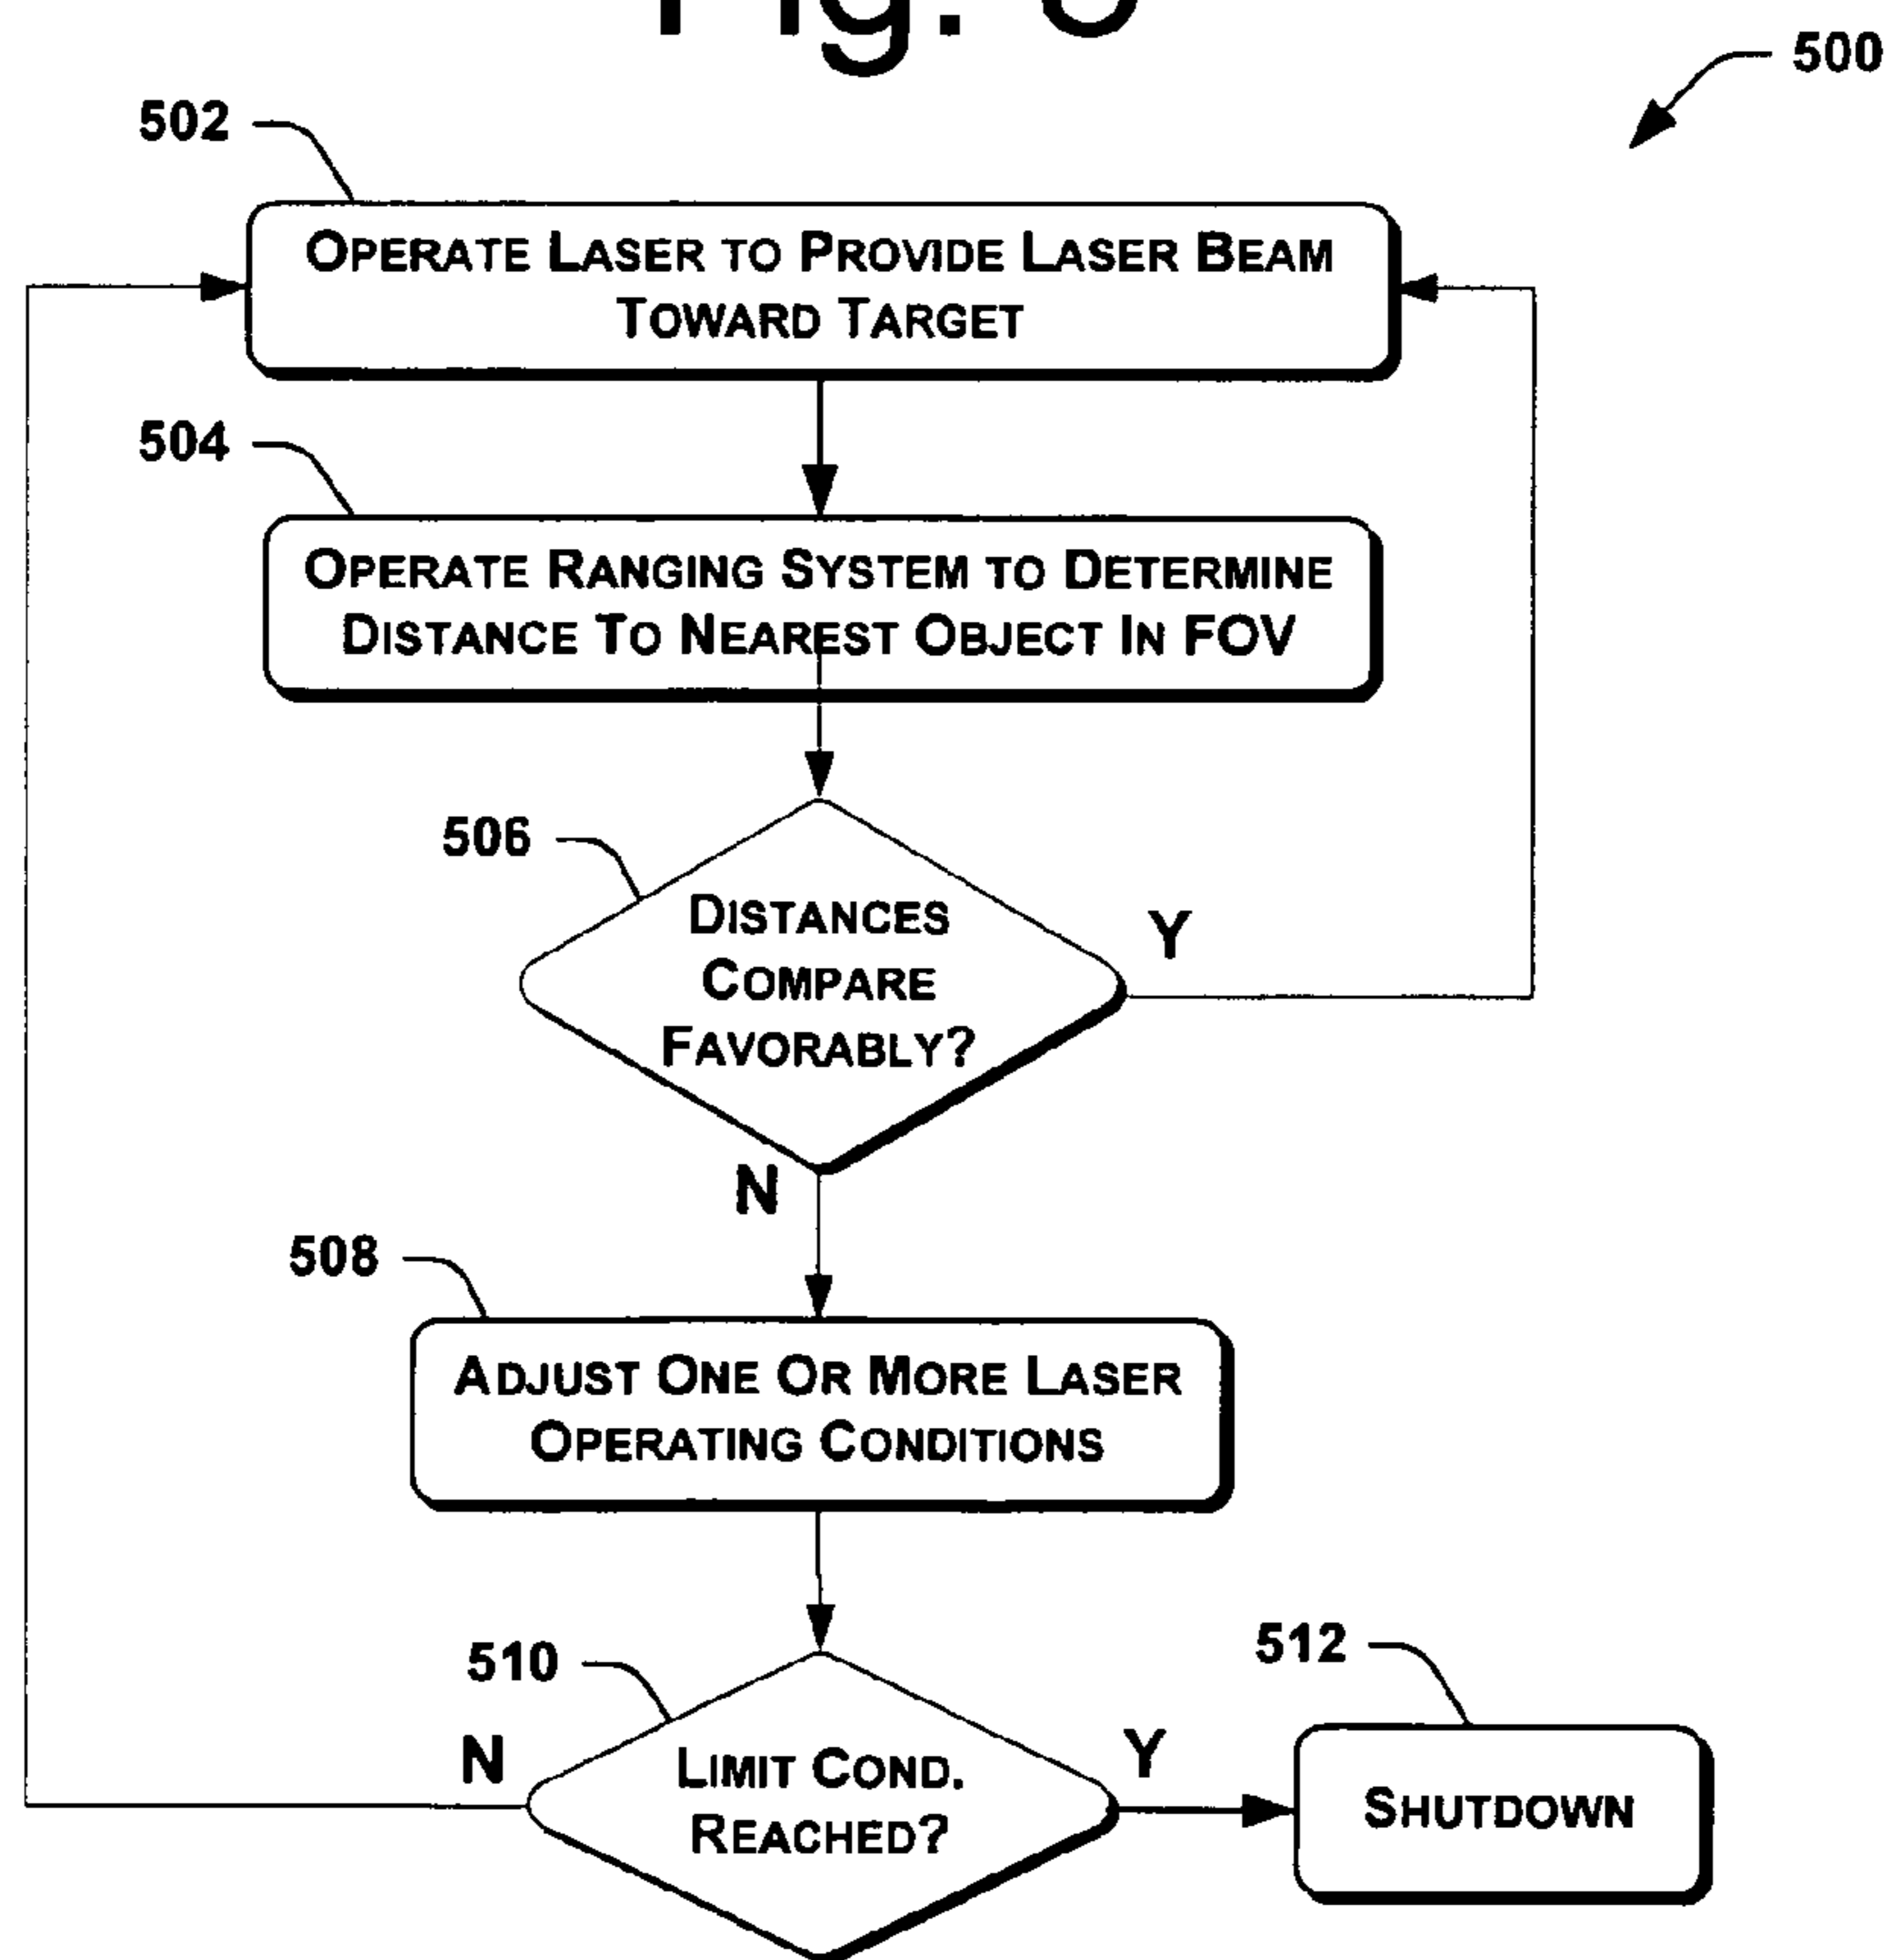 Fig.
500
502
OPERATE LASER TO PROVIDE LASER BEAM
TOWARD TARGET
504
OPERATE RANGING SYSTEM TO DETERMINE
DISTANCE TO NEAREST OBJECT IN FOV
506
DISTANCES
COMPARE
FAVORABLY?
Y
N
508
ADJUST ONE OR MORE LASER
OPERATING CONDITIONS
510
512
N
LIMIT COND.
REACHED?
Y
SHUTDOWN